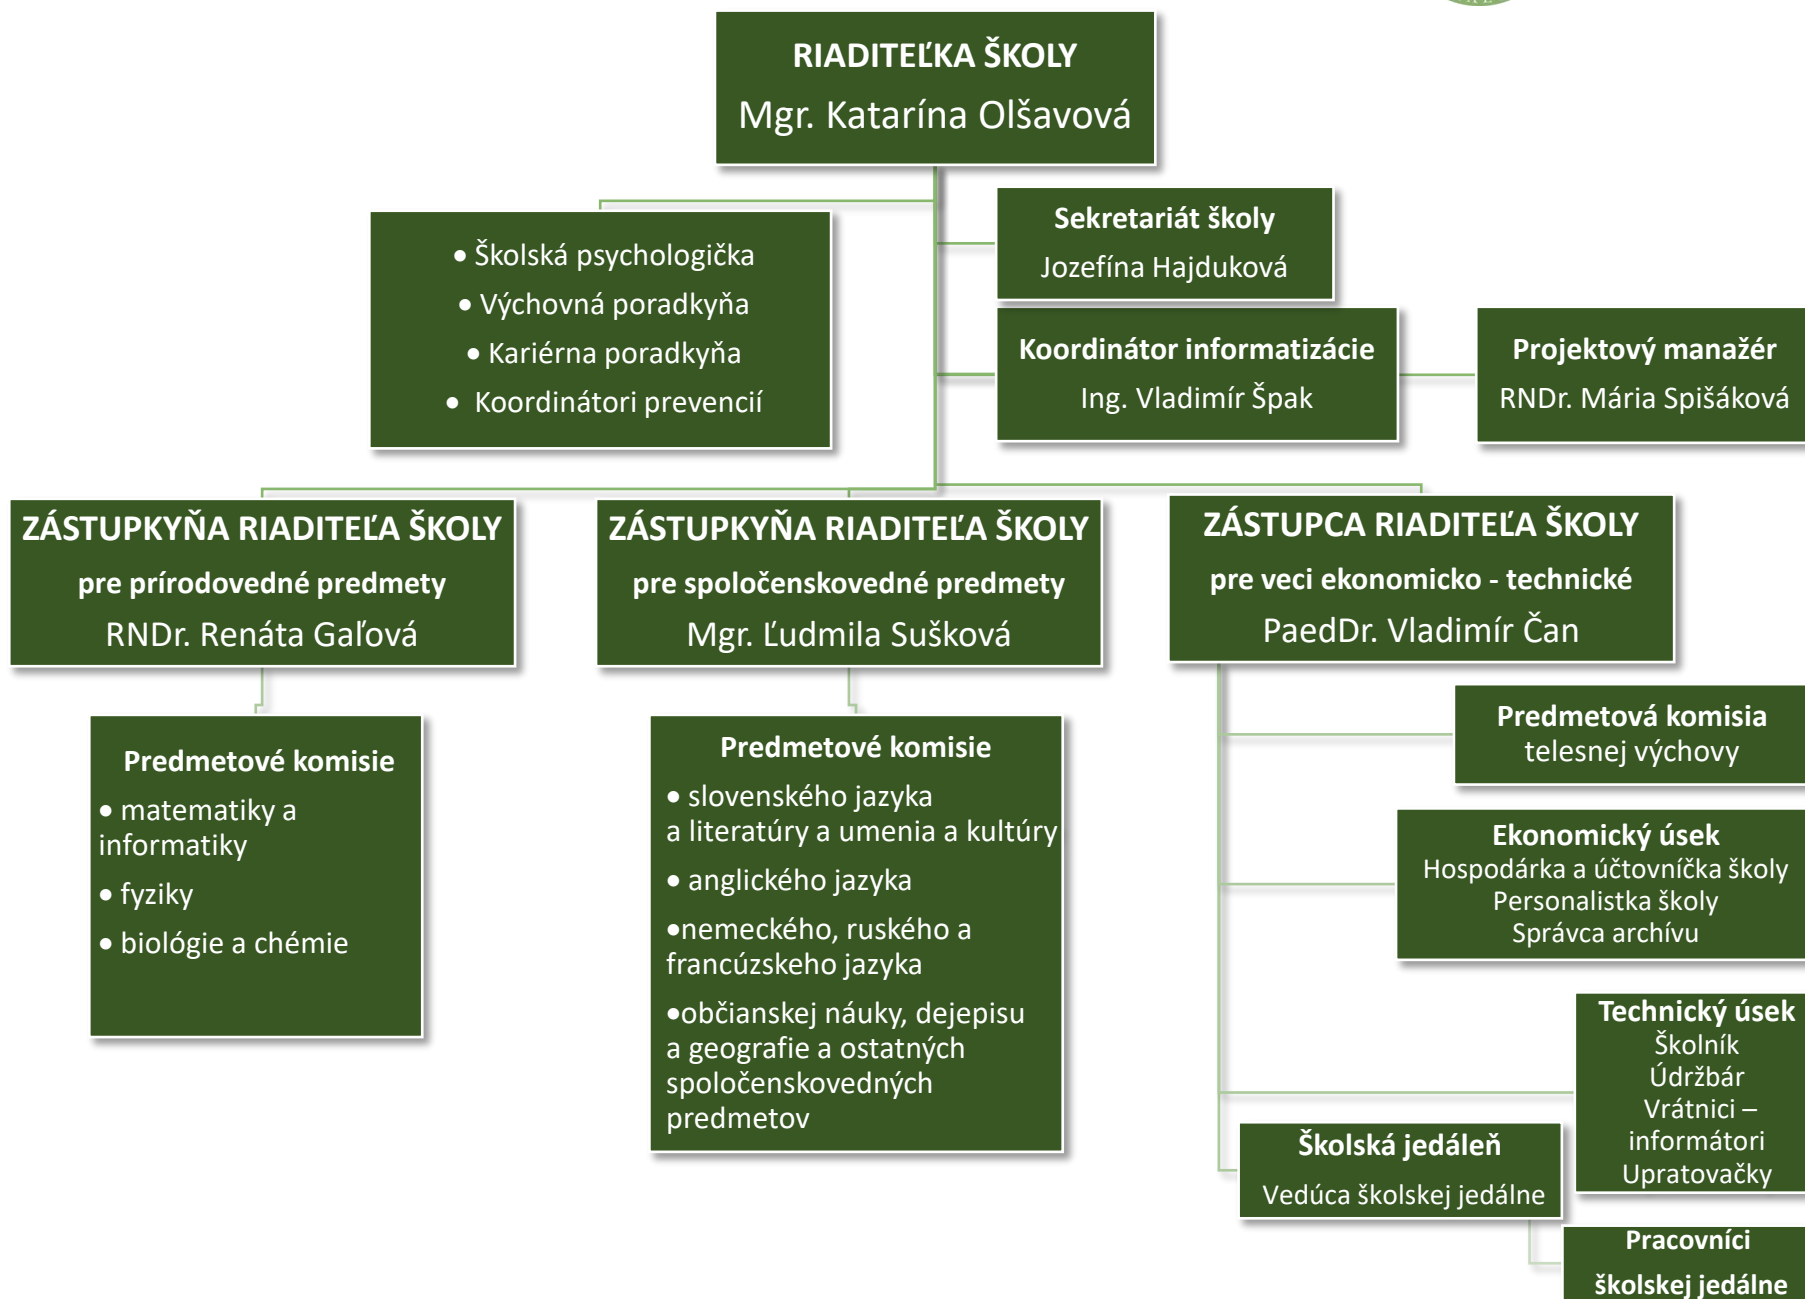 RIADITEĽKA ŠKOLY
Mgr. Katarína Olšavová
• Školská psychologička
• Výchovná poradkyňa
• Kariérna poradkyňa
• Koordinátori prevencií
Sekretariát školy
Jozefína Hajduková
Koordinátor informatizácie
Ing. Vladimír Špak
Projektový manažér
RNDr. Mária Spišáková
ZÁSTUPKYŇA RIADITEĽA ŠKOLY
pre prírodovedné predmety
RNDr. Renáta Gaľová
ZÁSTUPKYŇA RIADITEĽA ŠKOLY
pre spoločenskovedné predmety
Mgr. Ľudmila Sušková
ZÁSTUPCA RIADITEĽA ŠKOLY
pre veci ekonomicko - technické
PaedDr. Vladimír Čan
Predmetové komisie
• matematiky a
informatiky
• fyziky
• biológie a chémie
Predmetové komisie
• slovenského jazyka
a literatúry a umenia a kultúry
• anglického jazyka
•nemeckého, ruského a
francúzskeho jazyka
•občianskej náuky, dejepisu
a geografie a ostatných
spoločenskovedných
predmetov
Predmetová komisia
telesnej výchovy
Ekonomický úsek
Hospodárka a účtovníčka školy
Personalistka školy
Správca archívu
Technický úsek
Školník
Údržbár
Vrátnici –
informátori
Upratovačky
Školská jedáleň
Vedúca školskej jedálne
Pracovníci
školskej jedálne